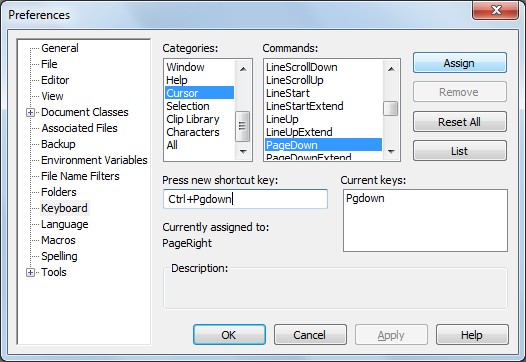 Preferences
General
File
Editor
View
Document Classes
Associated Files
Backup
Environment Variables
File Name Filters
Folders
Keyboard
Language
Macros
Spelling
Tools
Categories:
Window
Help
Cursor
Selection
Clip Library
Characters
All
Commands:
LineScrollDown
LineScrollUp
LineStart
LineStartExtend
LineUp
LineUpExtend
PageDown
PageDownExtend
Assign
Remove
Reset All
List
Press new shortcut key:
Ctrl+Pgdown
Currently assigned to:
PageRight
Current keys:
Pgdown
Description:
OK
Cancel
Apply
Help